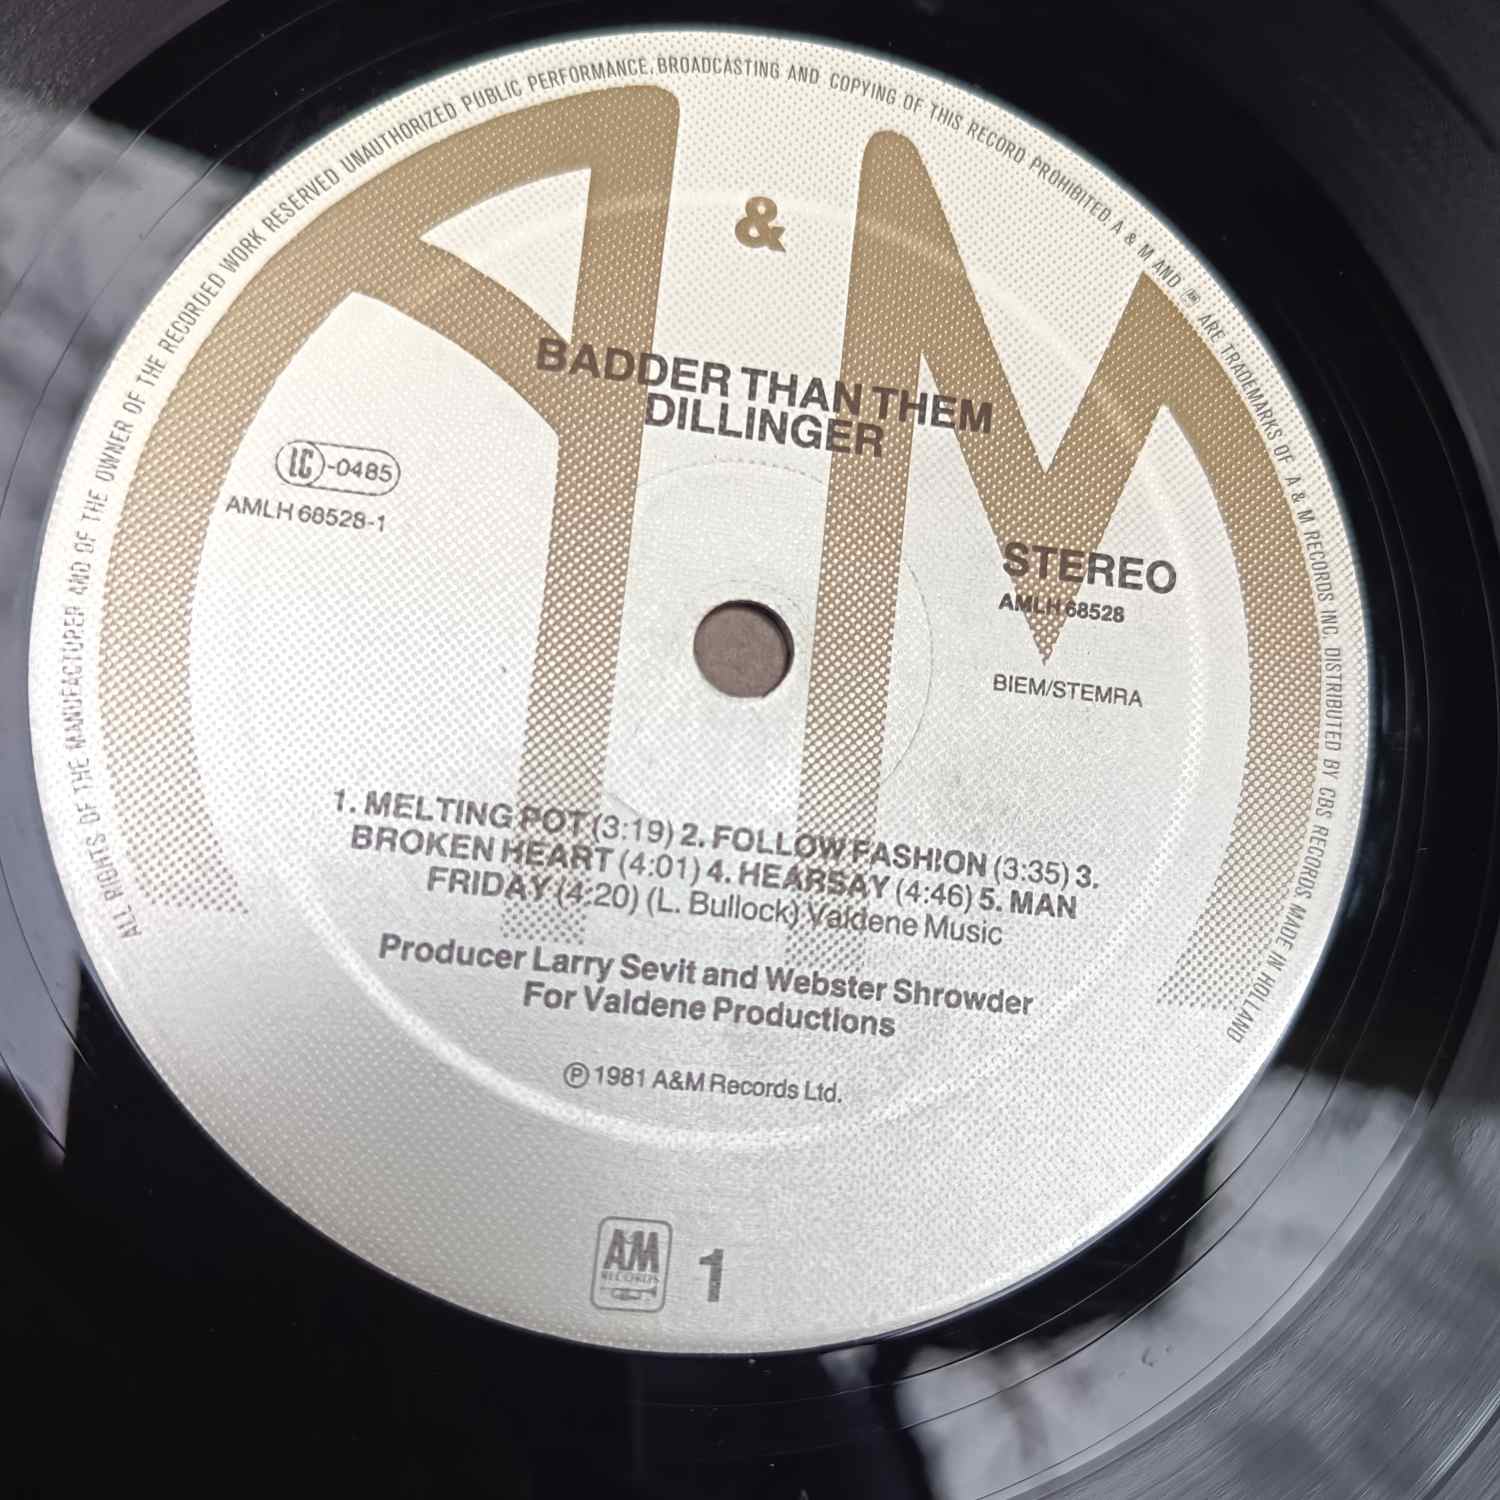 ALL RIGHTS OF THE MANUFACTURER AND OF THE OWNER OF THE RECORDED WORK RESERVED UNAUTHORIZED PUBLIC PERFORMANCE, BROADCASTING AND COPYING OF THIS RECORD PROHIBITED A & M AND AM ARE TRADEMARKS OF A & M RECORDS INC. DISTRIBUTED BY CBS RECORDS MADE IN HOLLAND
A & M
BADDER THAN THEM
DILLINGER
LC-0485
AMLH 68528-1
STEREO
AMLH 68528
BIEM/STEMRA
1. MELTING POT (3:19) 2. FOLLOW FASHION (3:35) 3.
BROKEN HEART (4:01) 4. HEARSAY (4:46) 5. MAN
FRIDAY (4:20) (L. Bullock) Valdene Music
Producer Larry Sevit and Webster Shrowder
For Valdene Productions
℗ 1981 A&M Records Ltd.
AM
RECORDS
1